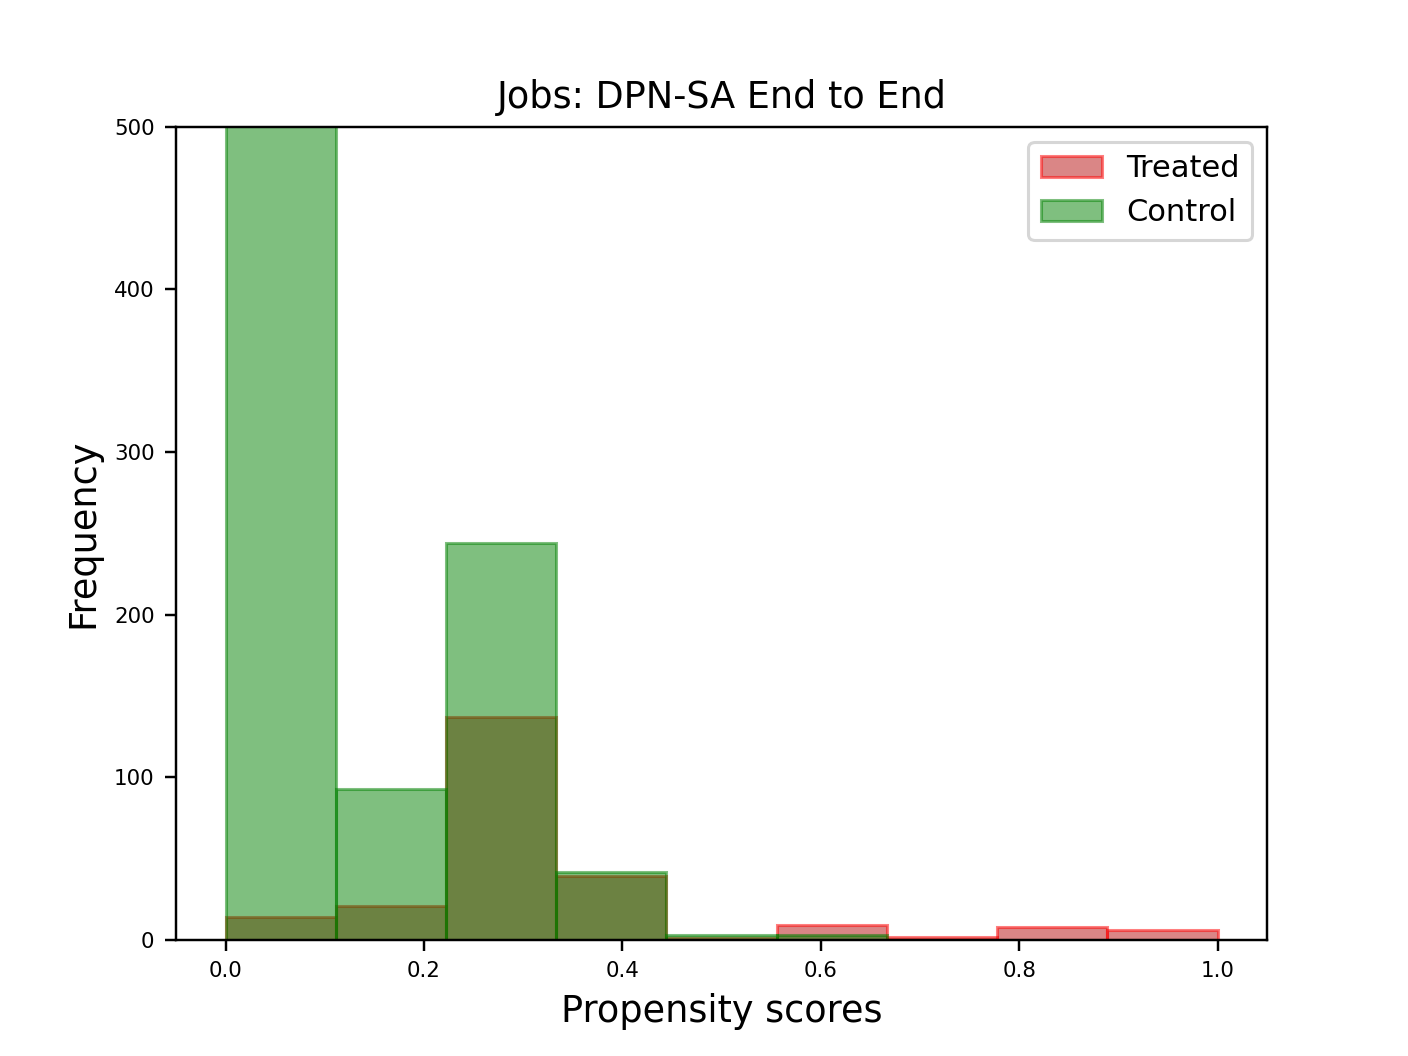 Jobs: DPN-SA End to End
Treated
Control
500
400
300
200
100
0
Frequency
0.0 0.2 0.4 0.6 0.8 1.0
Propensity scores